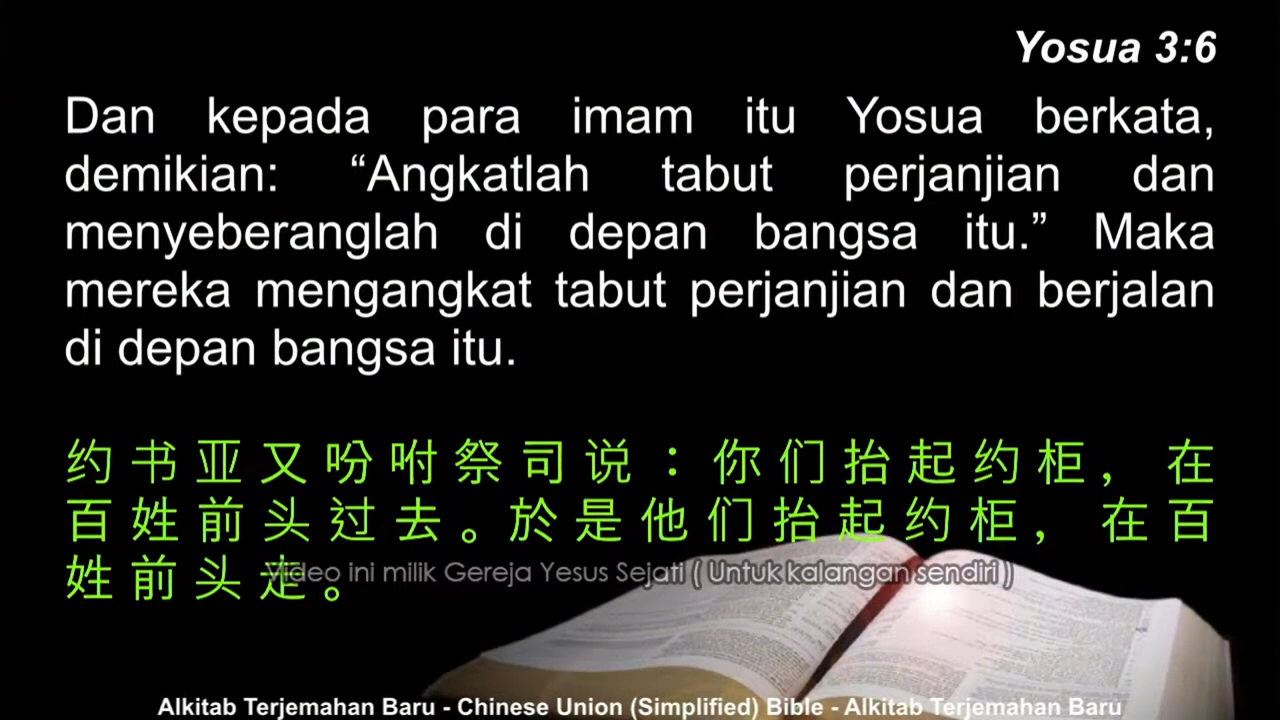 Yosua 3:6
Dan kepada para imam itu Yosua berkata,
demikian: “Angkatlah tabut perjanjian dan
menyeberanglah di depan bangsa itu.” Maka
mereka mengangkat tabut perjanjian dan berjalan
di depan bangsa itu.
约书亚又吩咐祭司说：你们抬起约柜，在
百姓前头过去。於是他们抬起约柜，在百
姓前头走。
Video ini milik Gereja Yesus Sejati ( Untuk kalangan sendiri )
Alkitab Terjemahan Baru - Chinese Union (Simplified) Bible - Alkitab Terjemahan Baru